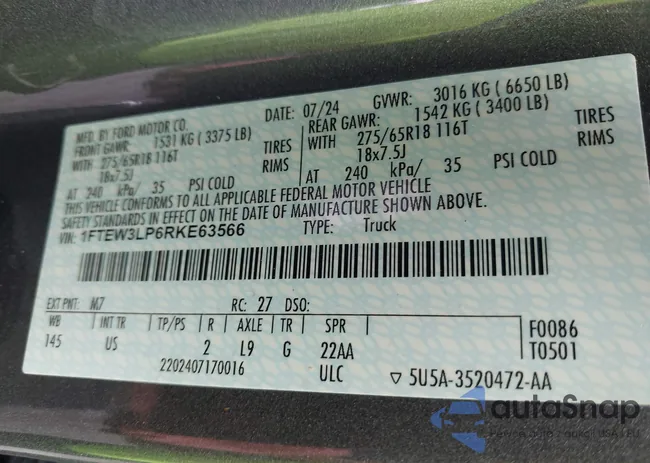 MFD. BY FORD MOTOR CO.
DATE: 07/24 GVWR: 3016 KG ( 6650 LB)
FRONT GAWR: 1531 KG ( 3375 LB) REAR GAWR: 1542 KG ( 3400 LB)
WITH 275/65R18 116T TIRES WITH 275/65R18 116T TIRES
18x7.5J RIMS 18x7.5J RIMS
AT 240 kPa/ 35 PSI COLD AT 240 kPa/ 35 PSI COLD
THIS VEHICLE CONFORMS TO ALL APPLICABLE FEDERAL MOTOR VEHICLE
SAFETY STANDARDS IN EFFECT ON THE DATE OF MANUFACTURE SHOWN ABOVE.
VIN: 1FTEW3LP6RKE63566 TYPE: Truck
EXT PNT: M7 RC: 27 DSO:
WB INT TR TP/PS R AXLE TR SPR F0086
145 US 2 L9 G 22AA T0501
2202407170016 ULC ▽ 5U5A-3520472-AA
autoSnap